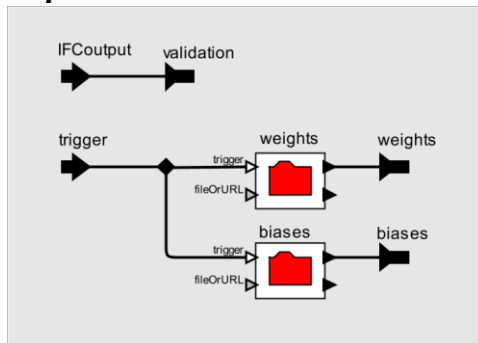 IFCoutput
validation
trigger
weights
weights
trigger
fileOrURL
biases
biases
trigger
fileOrURL